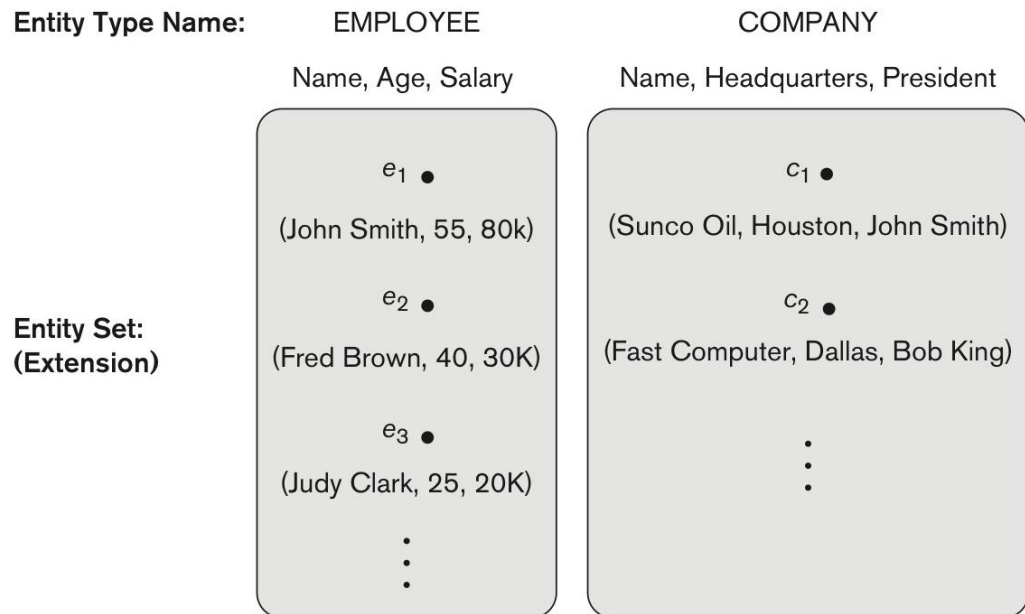 Entity Type Name: EMPLOYEE COMPANY
Name, Age, Salary Name, Headquarters, President
e1 c1
(John Smith, 55, 80k) (Sunco Oil, Houston, John Smith)
e2 c2
Entity Set: (Fred Brown, 40, 30K) (Fast Computer, Dallas, Bob King)
(Extension)
e3
(Judy Clark, 25, 20K)